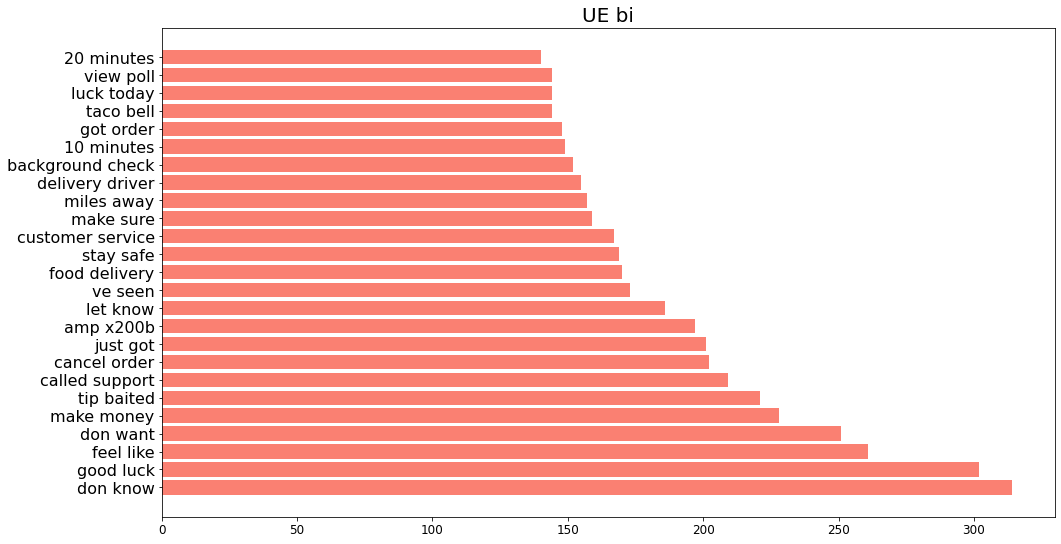 UE bi
20 minutes
view poll
luck today
taco bell
got order
10 minutes
background check
delivery driver
miles away
make sure
customer service
stay safe
food delivery
ve seen
let know
amp x200b
just got
cancel order
called support
tip baited
make money
don want
feel like
good luck
don know
0 50 100 150 200 250 300